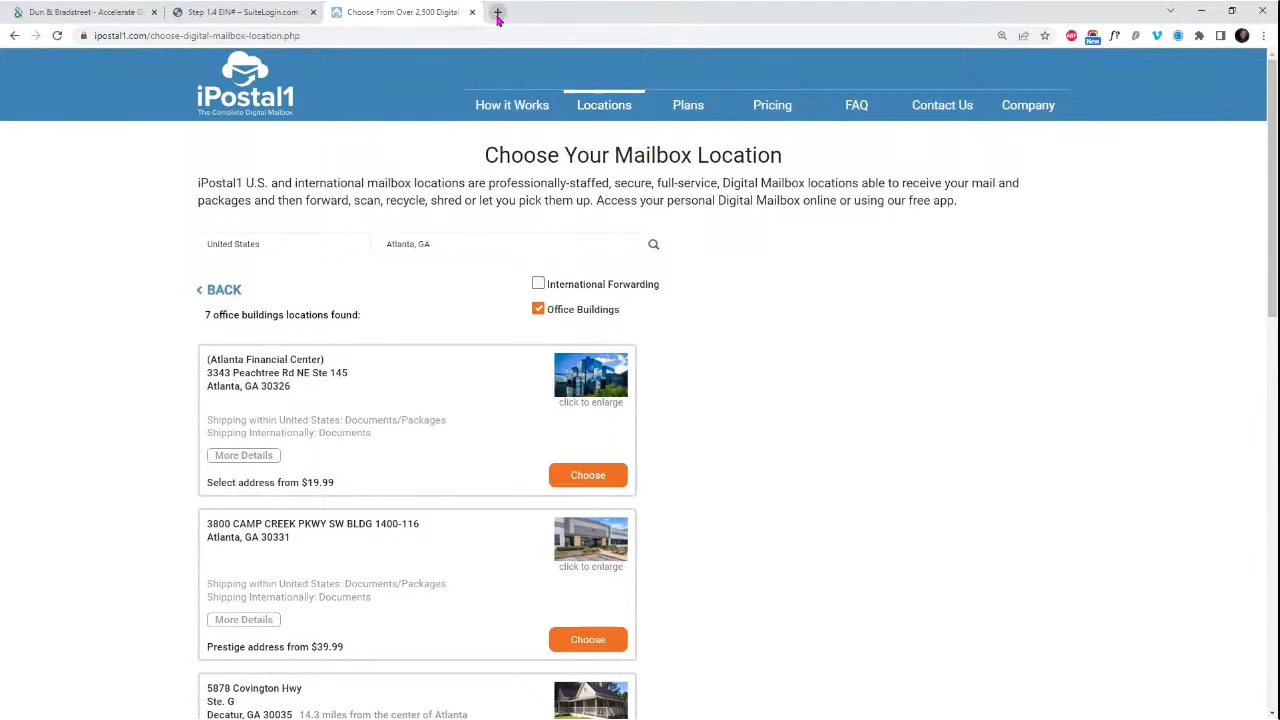 Dun & Bradstreet - Accelerate G
Step 1.4 EIN# – SuiteLogin.com
Choose From Over 2,500 Digital
ipostal1.com/choose-digital-mailbox-location.php
ABP
New
f?
iPostal1
The Complete Digital Mailbox
How it Works
Locations
Plans
Pricing
FAQ
Contact Us
Company
Choose Your Mailbox Location
iPostal1 U.S. and international mailbox locations are professionally-staffed, secure, full-service, Digital Mailbox locations able to receive your mail and
packages and then forward, scan, recycle, shred or let you pick them up. Access your personal Digital Mailbox online or using our free app.
United States
Atlanta, GA
BACK
International Forwarding
Office Buildings
7 office buildings locations found:
(Atlanta Financial Center)
3343 Peachtree Rd NE Ste 145
Atlanta, GA 30326
click to enlarge
Shipping within United States: Documents/Packages
Shipping Internationally: Documents
More Details
Select address from $19.99
Choose
3800 CAMP CREEK PKWY SW BLDG 1400-116
Atlanta, GA 30331
click to enlarge
Shipping within United States: Documents/Packages
Shipping Internationally: Documents
More Details
Prestige address from $39.99
Choose
5878 Covington Hwy
Ste. G
Decatur, GA 30035 14.3 miles from the center of Atlanta